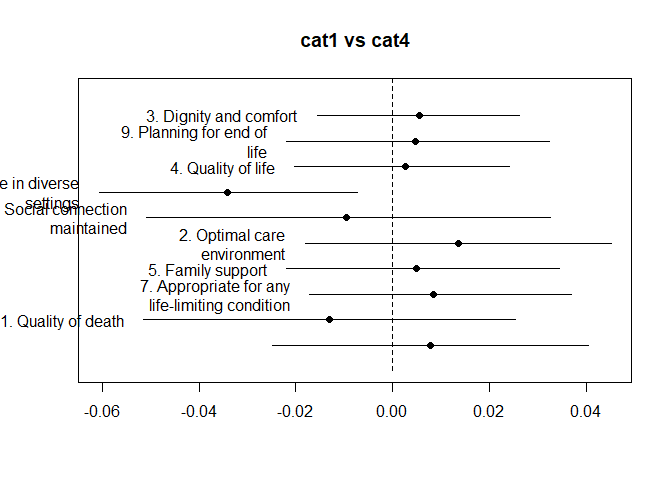 cat1 vs cat4
3. Dignity and comfort
9. Planning for end of
life
4. Quality of life
e in diverse
settings
Social connection
maintained
2. Optimal care
environment
5. Family support
7. Appropriate for any
life-limiting condition
1. Quality of death
-0.06 -0.04 -0.02 0.00 0.02 0.04